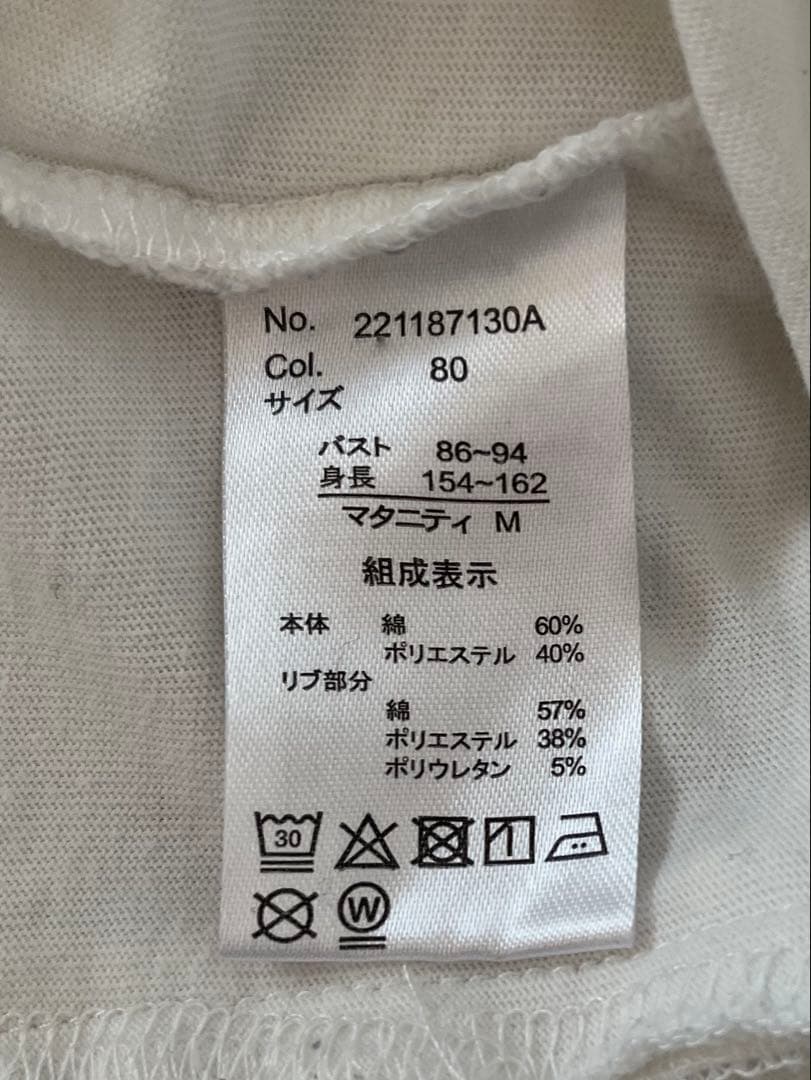 No. 221187130A
Col. 80
サイズ
バスト 86~94
身長 154~162
マタニティ M
組成表示
本体 綿 60%
ポリエステル 40%
リブ部分
綿 57%
ポリエステル 38%
ポリウレタン 5%
30
W